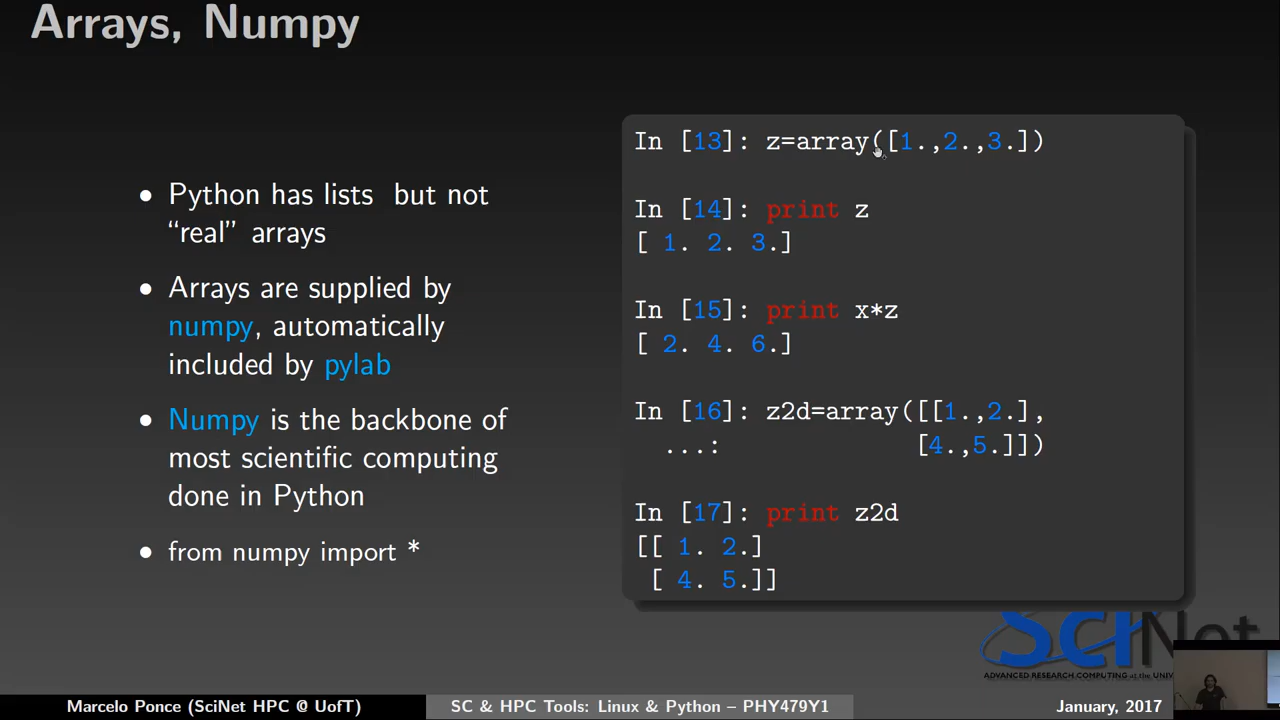 Arrays, Numpy
• Python has lists but not
“real” arrays
• Arrays are supplied by
numpy, automatically
included by pylab
• Numpy is the backbone of
most scientific computing
done in Python
• from numpy import *
In [13]: z=array([1.,2.,3.])
In [14]: print z
[ 1. 2. 3.]
In [15]: print x*z
[ 2. 4. 6.]
In [16]: z2d=array([[1.,2.],
...: [4.,5.]])
In [17]: print z2d
[[ 1. 2.]
[ 4. 5.]]
SciNet
ADVANCED RESEARCH COMPUTING at the
Marcelo Ponce (SciNet HPC @ UofT)
SC & HPC Tools: Linux & Python – PHY479Y1
January, 2017